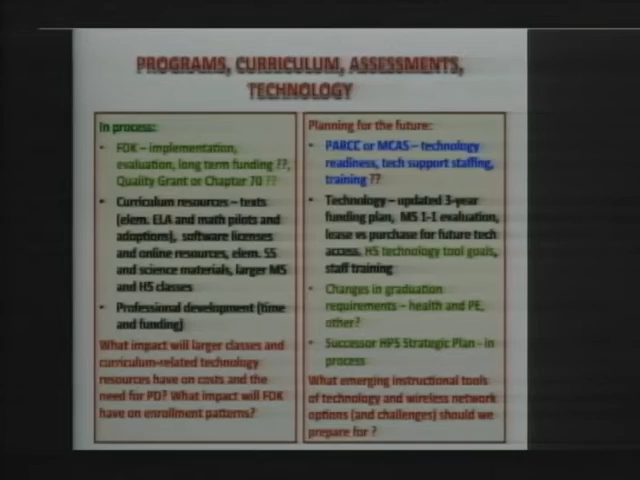 PROGRAMS, CURRICULUM, ASSESSMENTS,
TECHNOLOGY
In process:
• FDK – implementation,
evaluation, long term funding ??,
Quality Grant or Chapter 70 ??
• Curriculum resources – texts
(elem. ELA and math pilots and
adoptions), software licenses
and online resources, elem. SS
and science materials, larger MS
and HS classes
• Professional development (time
and funding)
What impact will larger classes and
curriculum-related technology
resources have on costs and the
need for PD? What impact will FDK
have on enrollment patterns?
Planning for the future:
• PARCC or MCAS – technology
readiness, tech support staffing,
training ??
• Technology – updated 3-year
funding plan, MS 1-1 evaluation,
lease vs purchase for future tech
access, HS technology tool goals,
staff training
• Changes in graduation
requirements – health and PE,
other?
• Successor HPS Strategic Plan - in
process
What emerging instructional tools
of technology and wireless network
options (and challenges) should we
prepare for ?